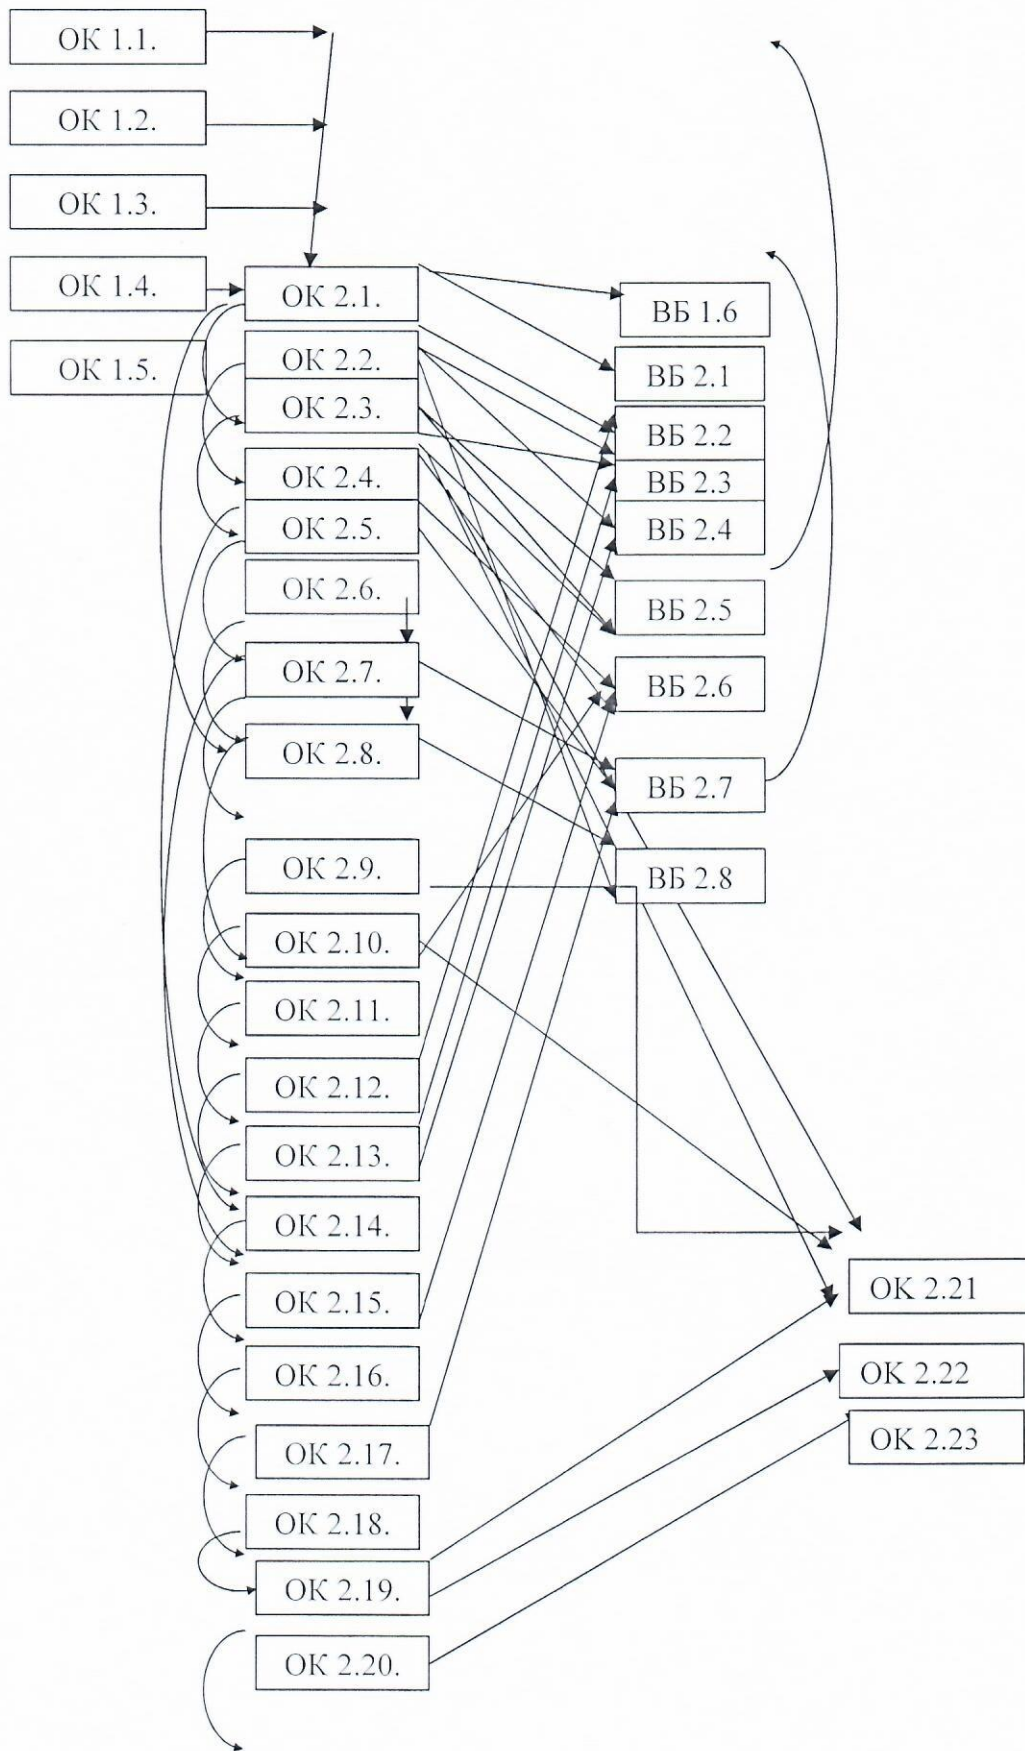 ОК 1.1.
ОК 1.2.
ОК 1.3.
ОК 1.4.
ОК 1.5.
ОК 2.1.
ОК 2.2.
ОК 2.3.
ОК 2.4.
ОК 2.5.
ОК 2.6.
ОК 2.7.
ОК 2.8.
ОК 2.9.
ОК 2.10.
ОК 2.11.
ОК 2.12.
ОК 2.13.
ОК 2.14.
ОК 2.15.
ОК 2.16.
ОК 2.17.
ОК 2.18.
ОК 2.19.
ОК 2.20.
ВБ 1.6
ВБ 2.1
ВБ 2.2
ВБ 2.3
ВБ 2.4
ВБ 2.5
ВБ 2.6
ВБ 2.7
ВБ 2.8
ОК 2.21
ОК 2.22
ОК 2.23